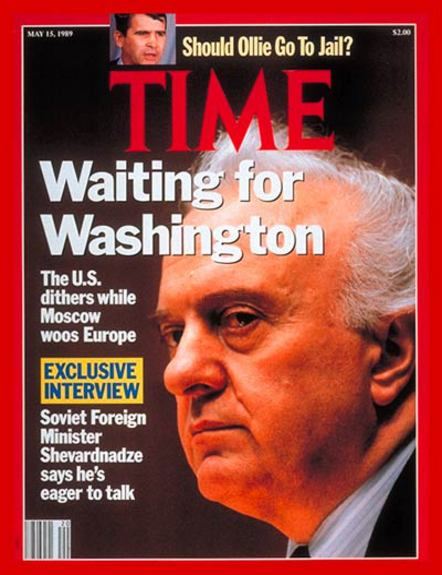 MAY 15, 1989
Should Ollie Go To Jail?
$2.00
TIME
Waiting for
Washington
The U.S.
dithers while
Moscow
woos Europe
EXCLUSIVE
INTERVIEW
Soviet Foreign
Minister
Shevardnadze
says he's
eager to talk
20